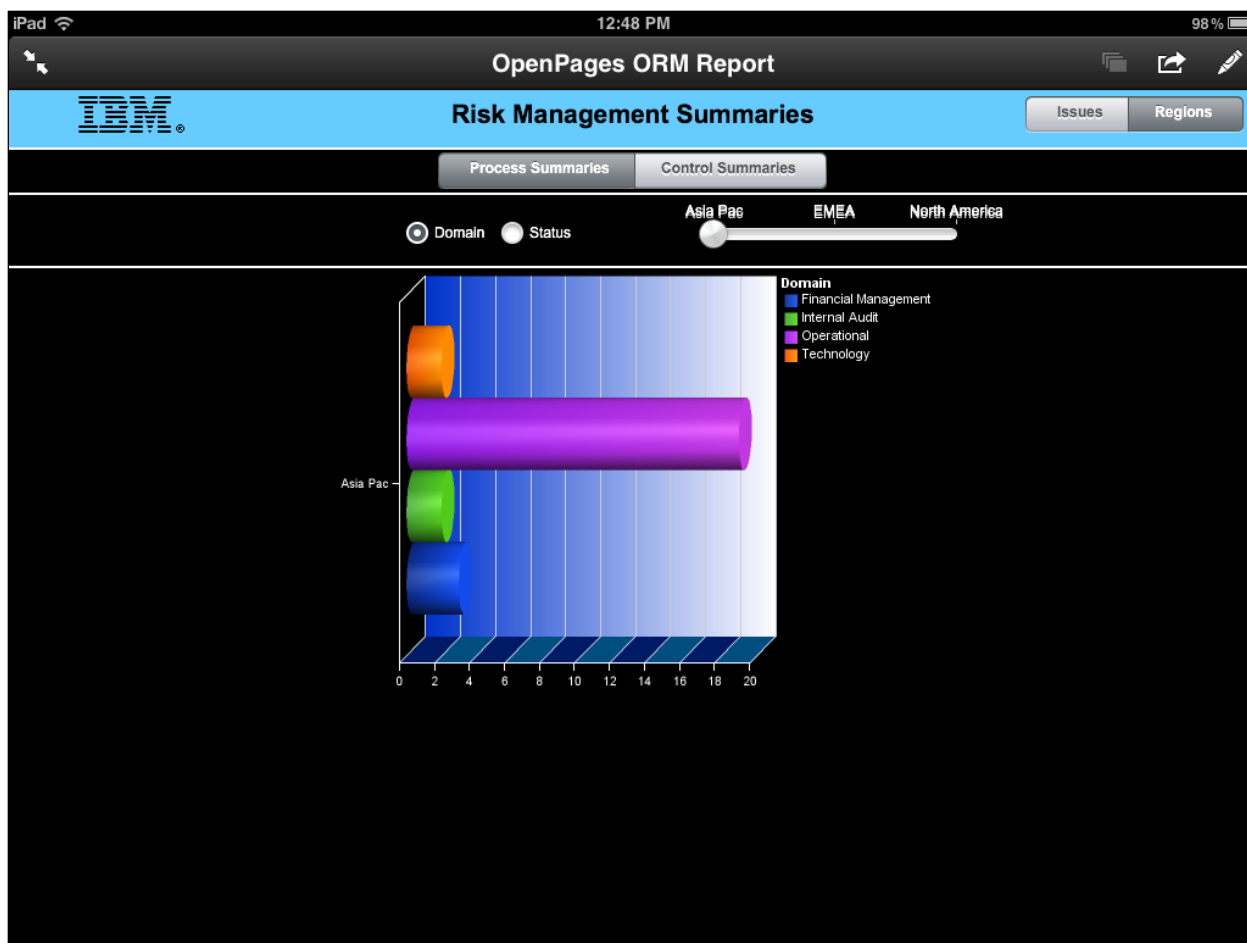 iPad 12:48 PM 98%
OpenPages ORM Report
IBM® Risk Management Summaries Issues Regions
Process Summaries Control Summaries
Asia Pac EMEA North America
Domain Status
Domain
Financial Management
Internal Audit
Operational
Technology
Asia Pac
0 2 4 6 8 10 12 14 16 18 20